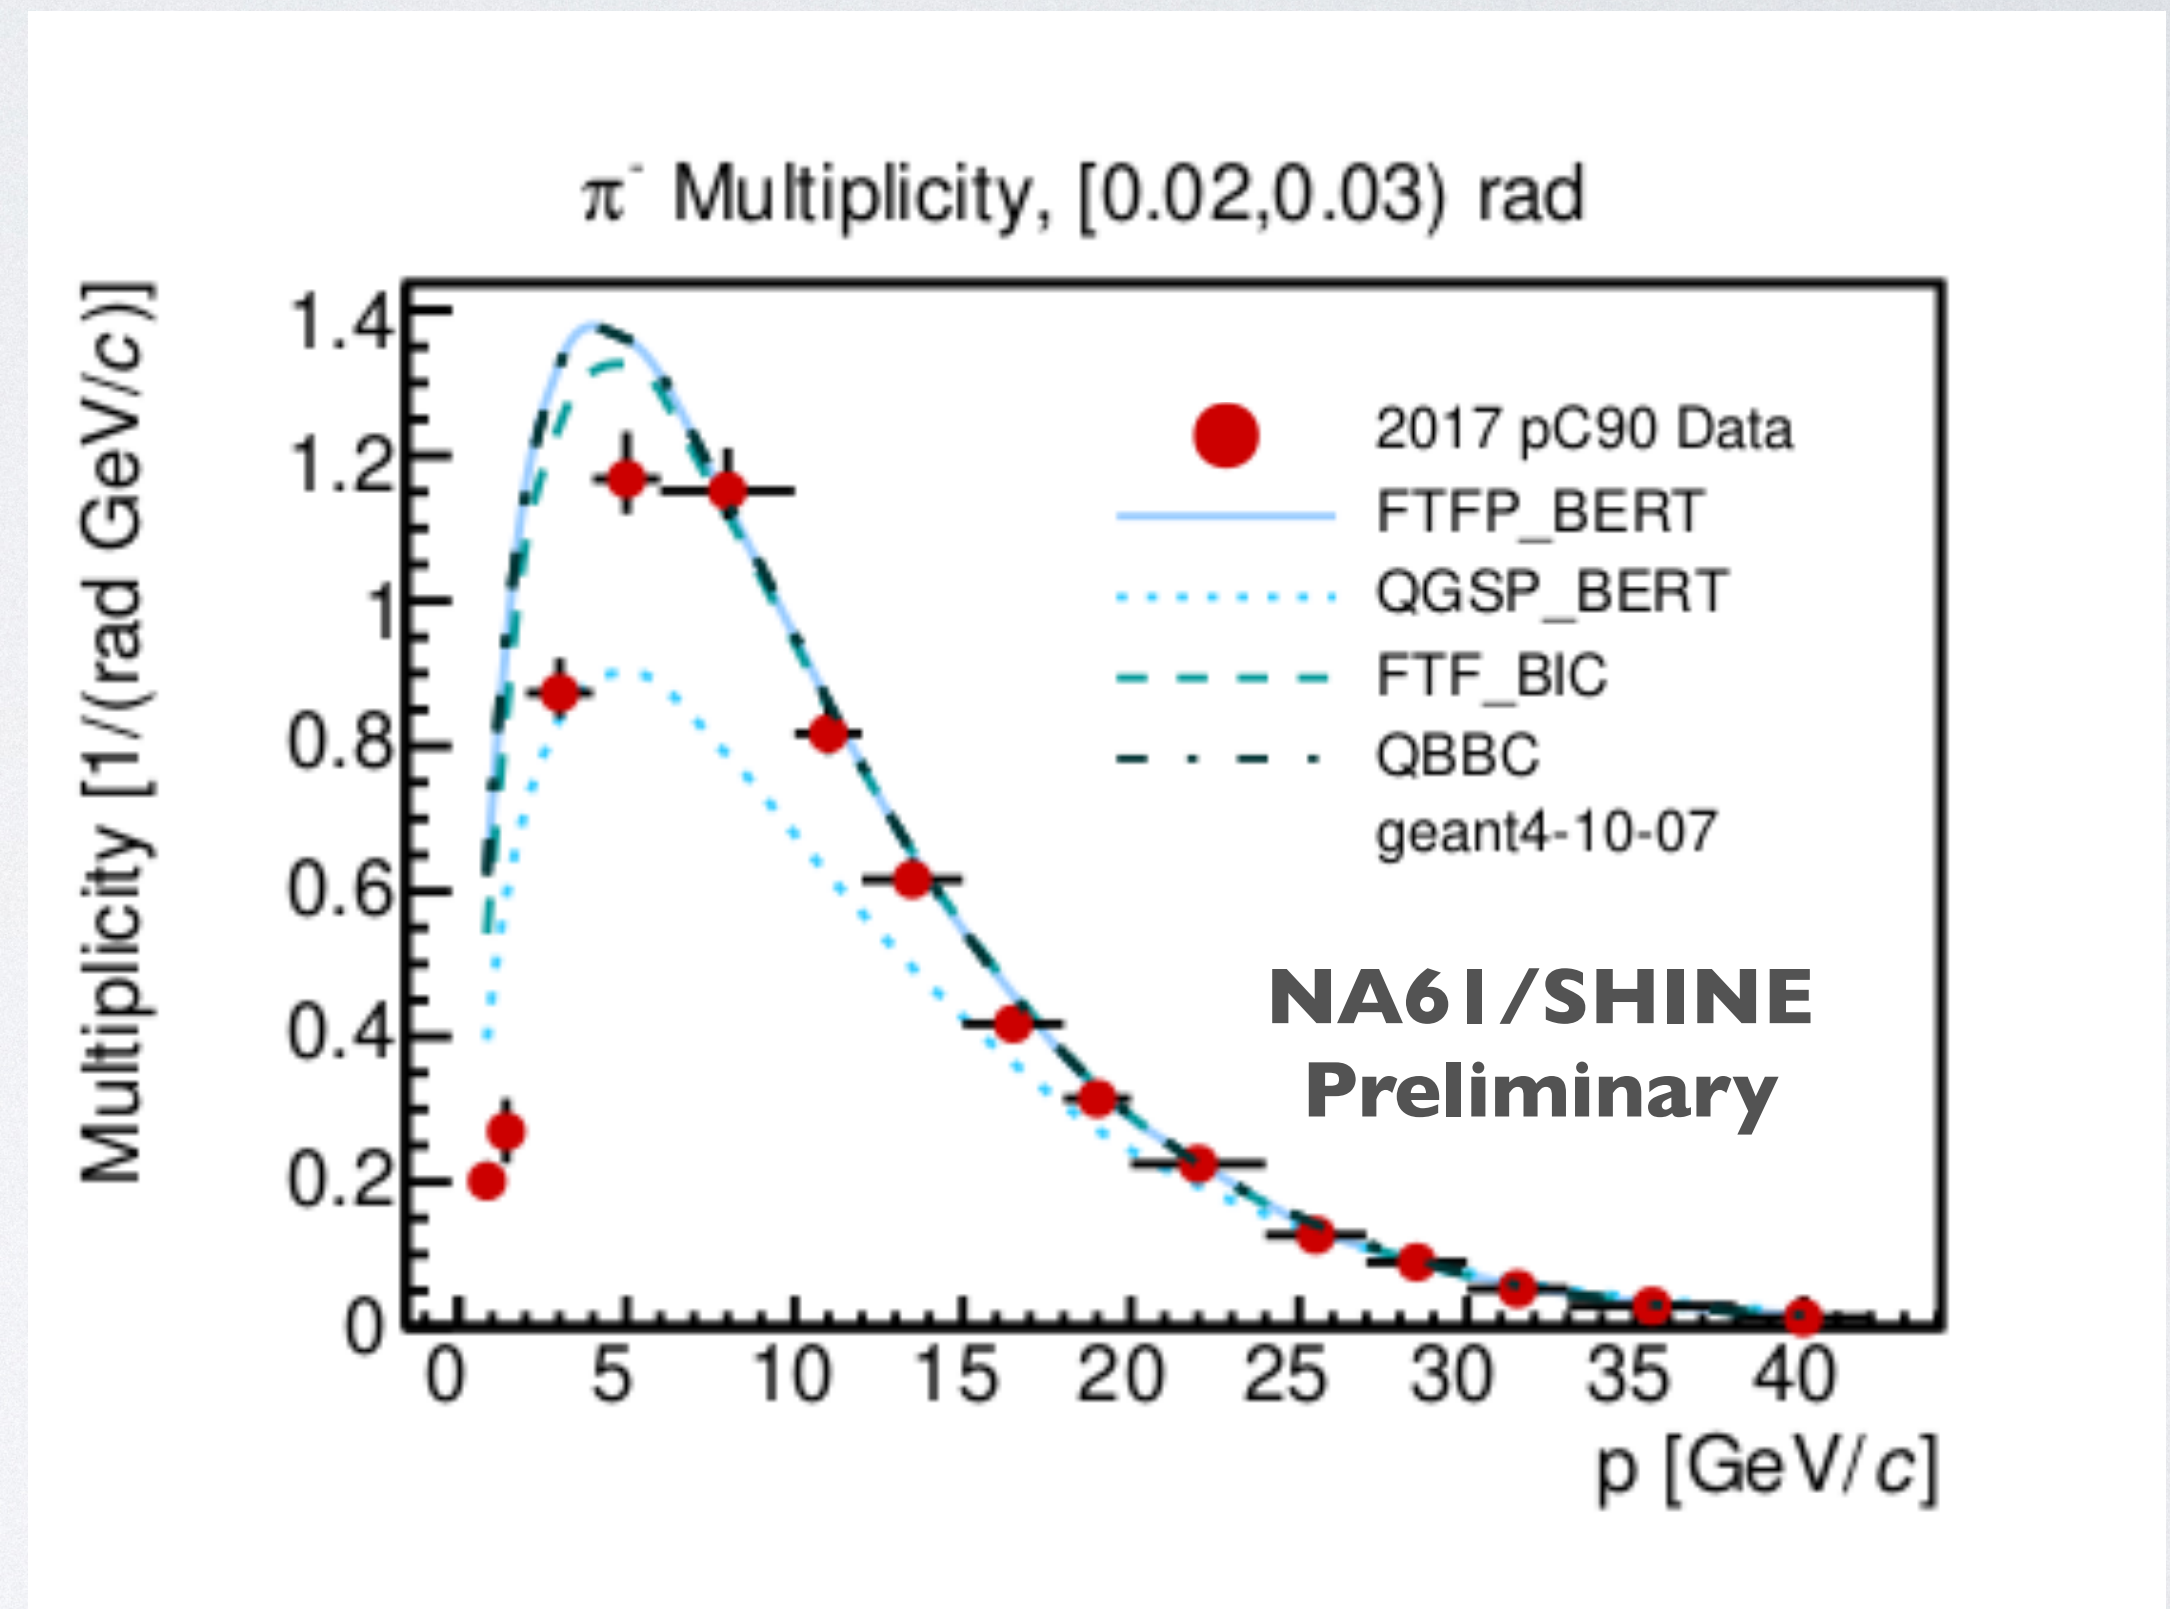 π⁻ Multiplicity, [0.02,0.03) rad
Multiplicity [1/(rad GeV/c)]
1.4
1.2
1
0.8
0.6
0.4
0.2
0
2017 pC90 Data
FTFP_BERT
QGSP_BERT
FTF_BIC
QBBC
geant4-10-07
NA61/SHINE
Preliminary
0 5 10 15 20 25 30 35 40
p [GeV/c]